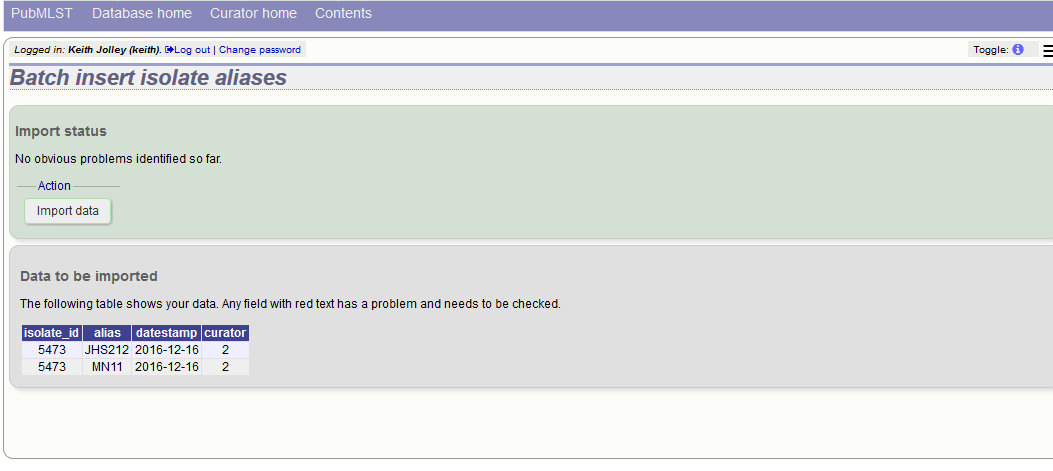 PubMLST Database home Curator home Contents
Logged in: Keith Jolley (keith). Log out | Change password Toggle:
Batch insert isolate aliases
Import status
No obvious problems identified so far.
Action
Import data
Data to be imported
The following table shows your data. Any field with red text has a problem and needs to be checked.
isolate_id alias datestamp curator
5473 JHS212 2016-12-16 2
5473 MN11 2016-12-16 2